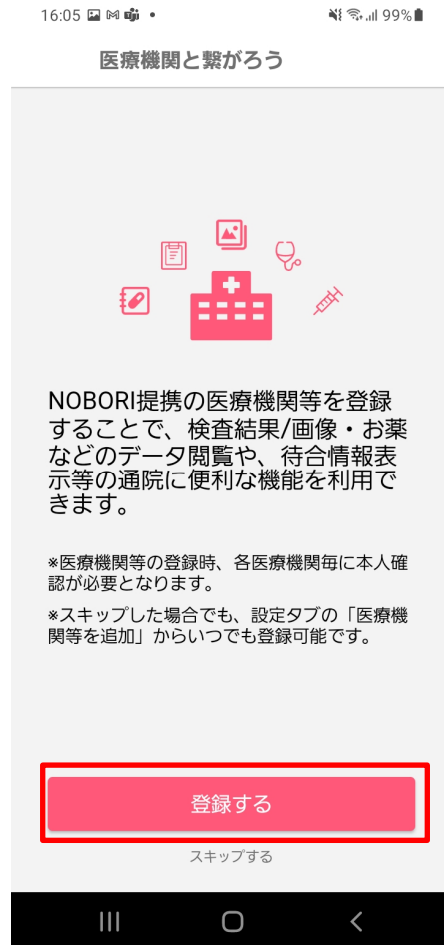 16:05 99%
医療機関と繋がろう
NOBORI提携の医療機関等を登録
することで、検査結果/画像・お薬
などのデータ閲覧や、待合情報表
示等の通院に便利な機能を利用で
きます。
※医療機関等の登録時、各医療機関毎に本人確
認が必要となります。
※スキップした場合でも、設定タブの「医療機
関等を追加」からいつでも登録可能です。
登録する
スキップする